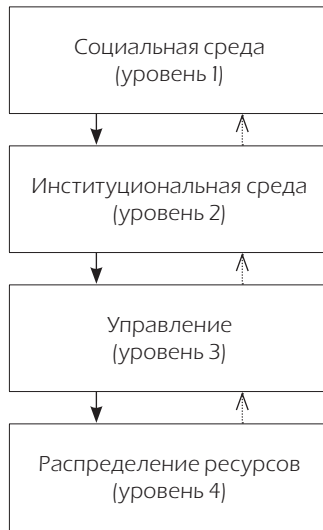 Социальная среда
(уровень 1)
Институциональная среда
(уровень 2)
Управление
(уровень 3)
Распределение ресурсов
(уровень 4)